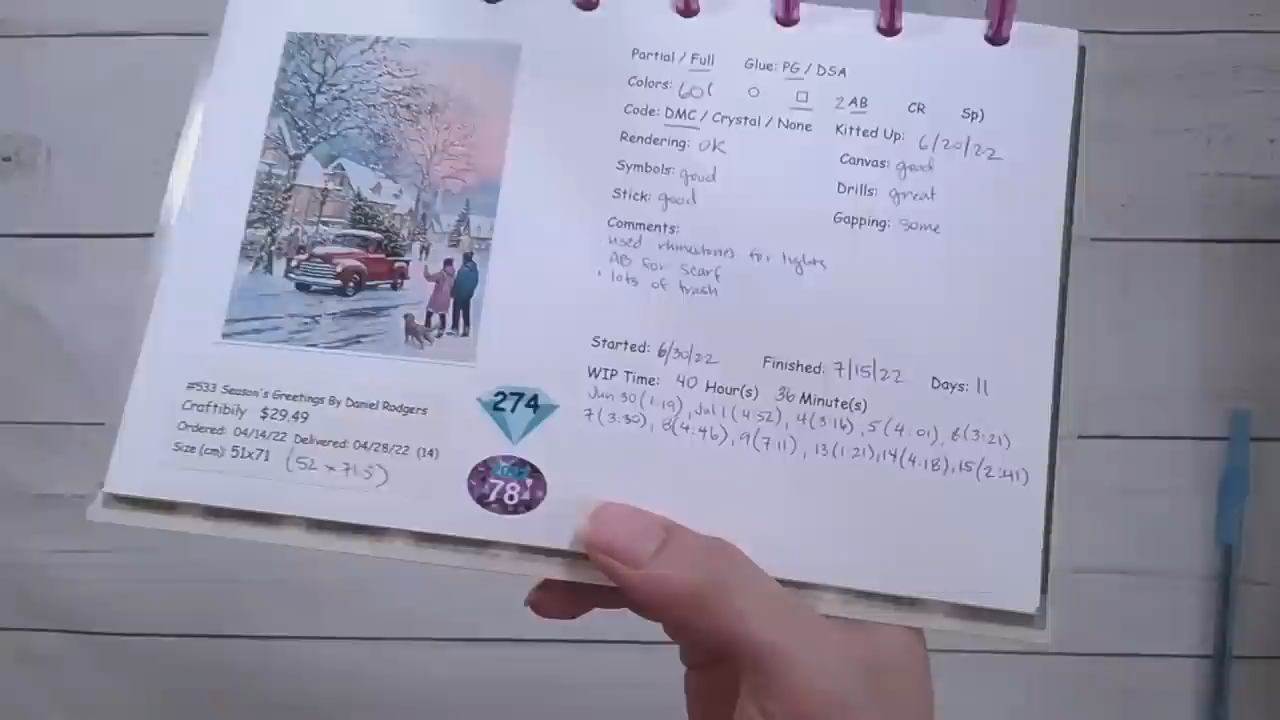 Partial / Full Glue: PG / DSA
Colors: 60( ○ □ 2 AB CR Sp)
Code: DMC / Crystal / None Kitted Up: 6/20/22
Rendering: OK Canvas: good
Symbols: good Drills: great
Stick: good Gapping: some
Comments:
used rhinestones for lights
AB for scarf
lots of trash
Started: 6/30/22 Finished: 7/15/22 Days: 11
WIP Time: 40 Hour(s) 36 Minute(s)
Jun 30 (1:19), Jul 1 (4:52), 4 (3:16), 5 (4:01), 6 (3:21)
7 (3:30), 8 (4:46), 9 (7:11), 13 (1:21), 14 (4:18), 15 (2:41)
#533 Season's Greetings By Daniel Rodgers
Craftibily $29.49
Ordered: 04/14/22 Delivered: 04/28/22 (14)
Size (cm): 51x71 (52 x 71.5)
274
2022
78